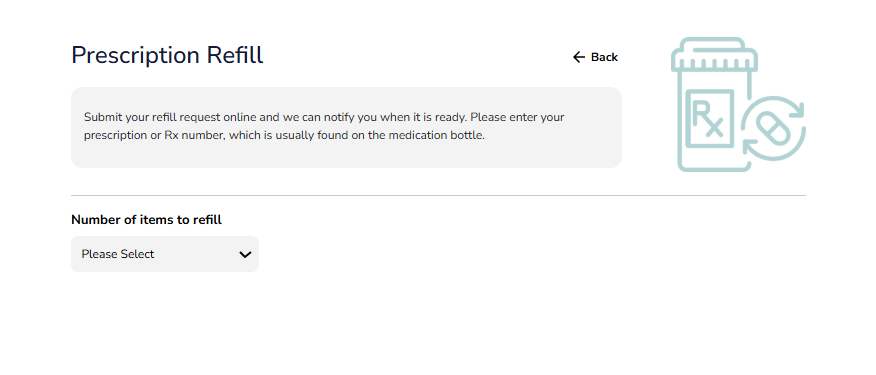 Prescription Refill
Back
Submit your refill request online and we can notify you when it is ready. Please enter your
prescription or Rx number, which is usually found on the medication bottle.
Rx
Number of items to refill
Please Select